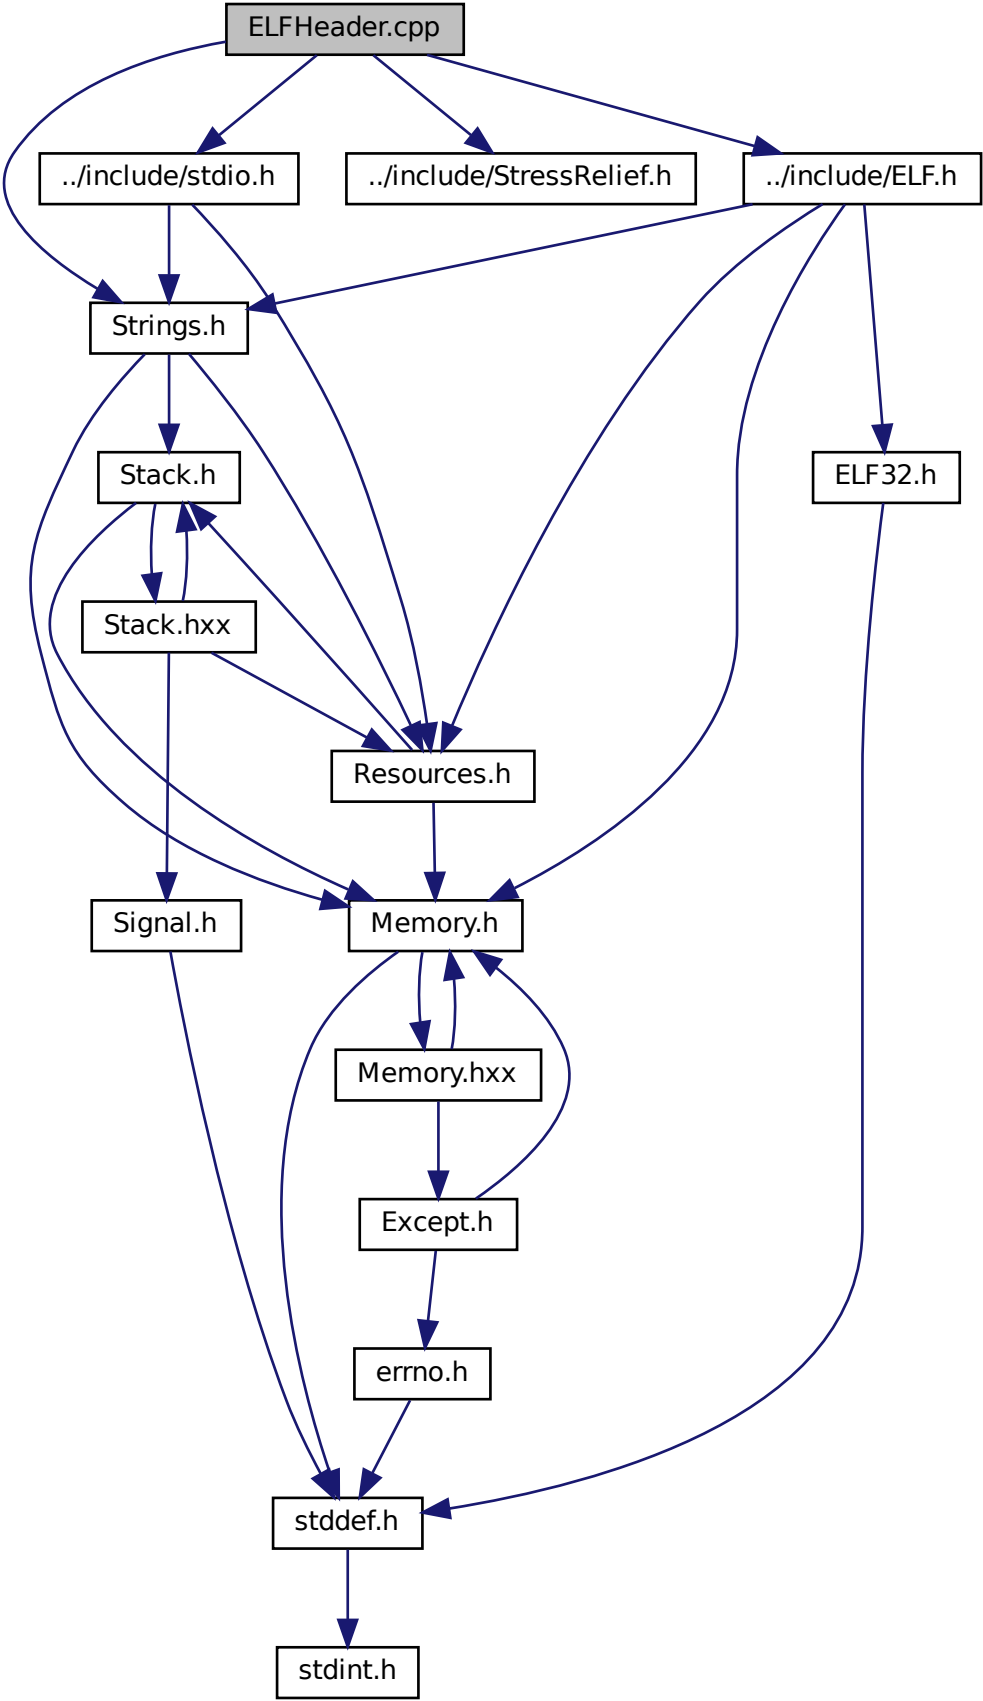 ELFHeader.cpp
../include/stdio.h
../include/StressRelief.h
../include/ELF.h
Strings.h
Stack.h
ELF32.h
Stack.hxx
Resources.h
Signal.h
Memory.h
Memory.hxx
Except.h
errno.h
stddef.h
stdint.h